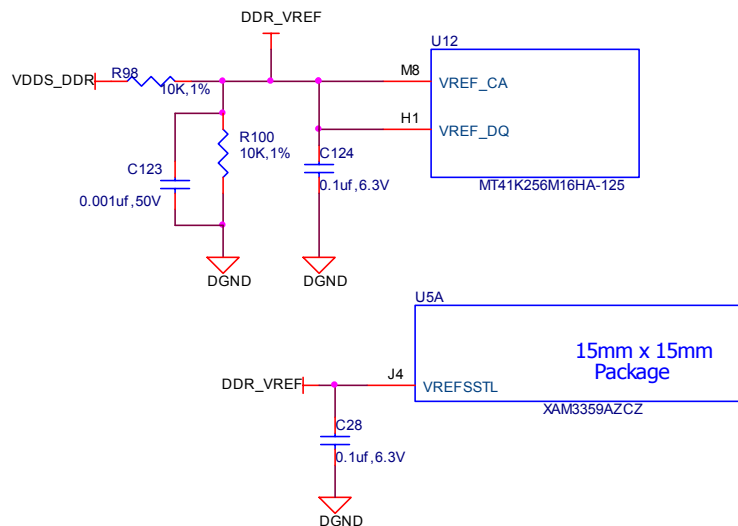 DDR_VREF
U12
VDDS_DDR
R98
10K,1%
M8
VREF_CA
H1
VREF_DQ
R100
10K,1%
C123
0.001uf,50V
C124
0.1uf,6.3V
MT41K256M16HA-125
DGND
DGND
U5A
15mm x 15mm
Package
DDR_VREF
J4
VREFSSTL
XAM3359AZCZ
C28
0.1uf,6.3V
DGND